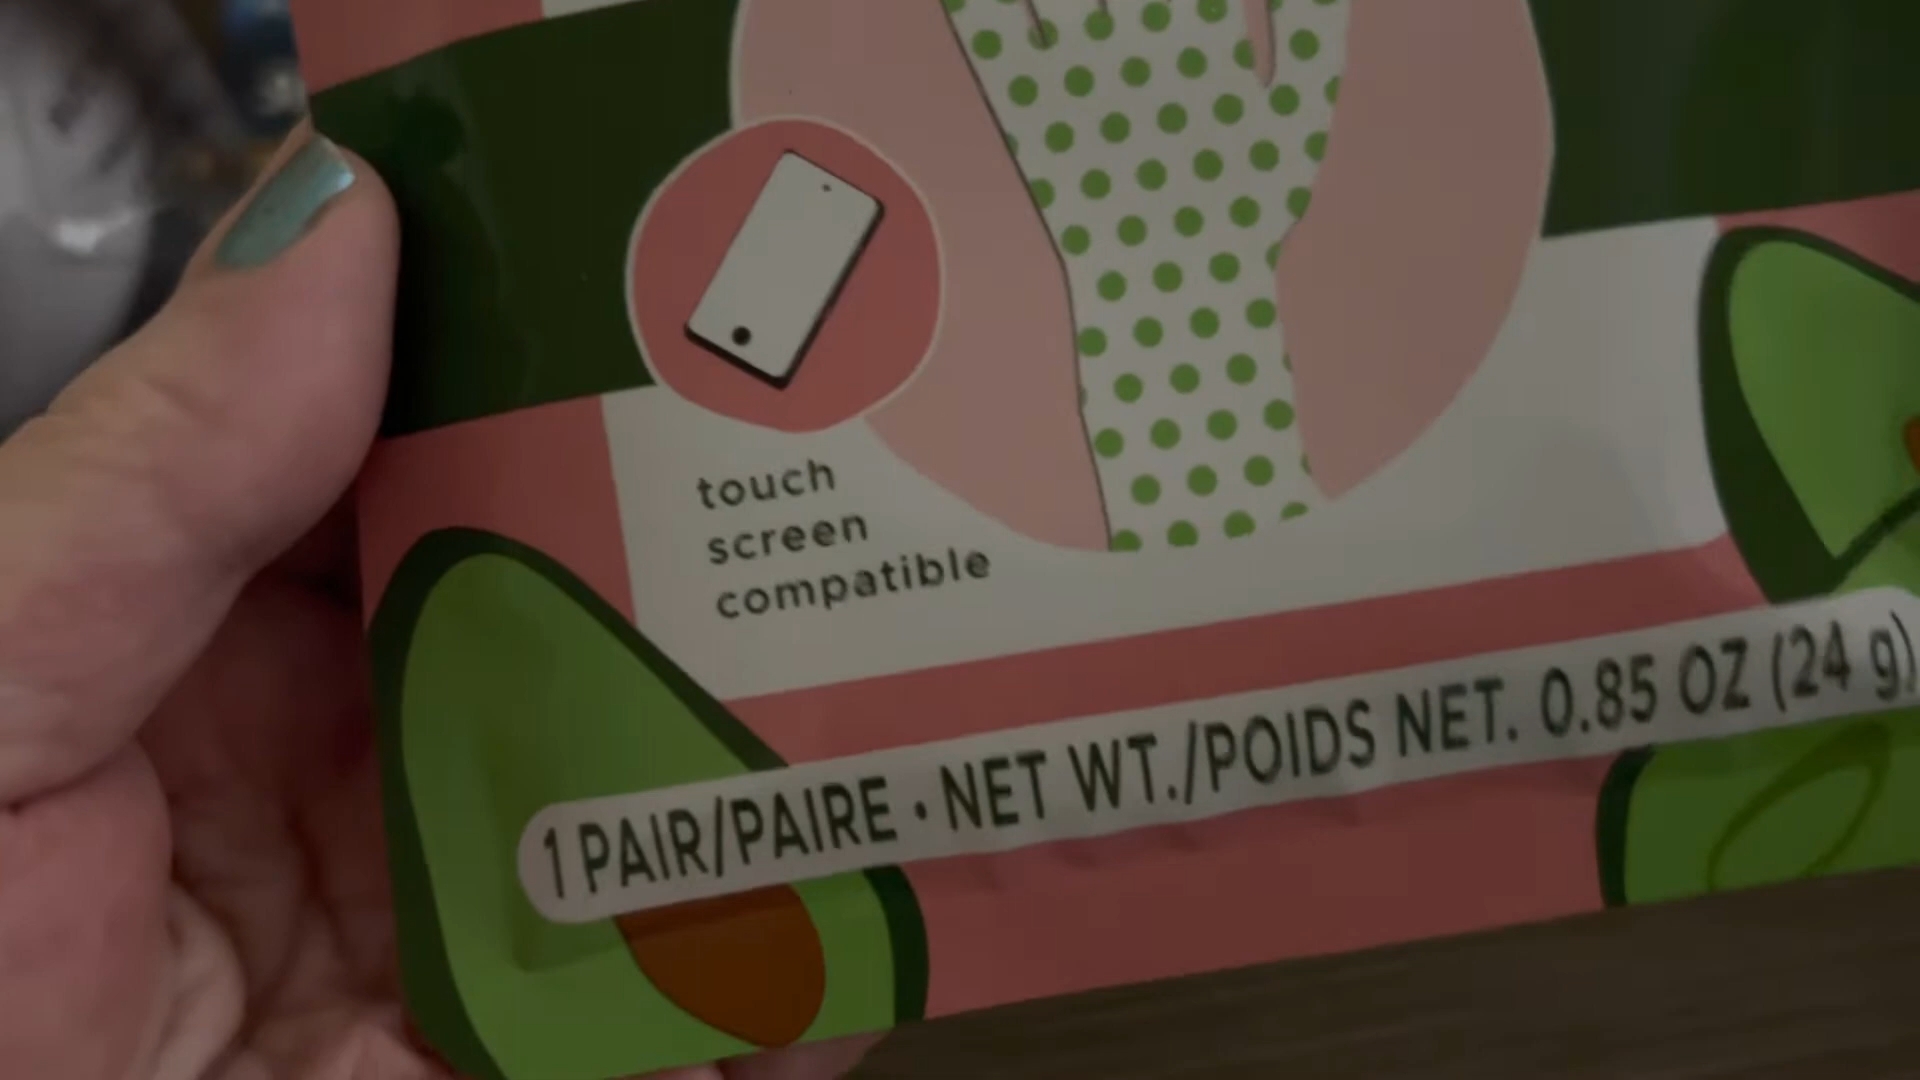 touch
screen
compatible
1 PAIR/PAIRE • NET WT./POIDS NET. 0.85 OZ (24 g)